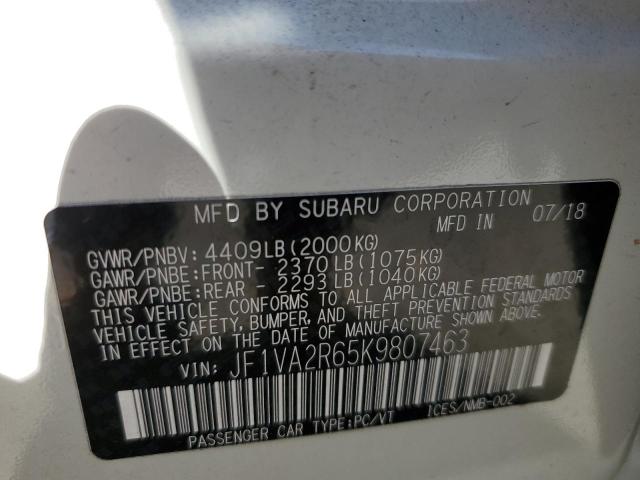 MFD BY SUBARU CORPORATION
MFD IN 07/18
GVWR/PNBV: 4409LB(2000KG)
GAWR/PNBE:FRONT- 2370LB(1075KG)
GAWR/PNBE:REAR - 2293LB(1040KG)
THIS VEHICLE CONFORMS TO ALL APPLICABLE FEDERAL MOTOR
VEHICLE SAFETY, BUMPER, AND THEFT PREVENTION STANDARDS
IN EFFECT ON THE DATE OF MANUFACTURE SHOWN ABOVE.
VIN: JF1VA2R65K9807463
PASSENGER CAR TYPE:PC/VT ICES/NMB-002